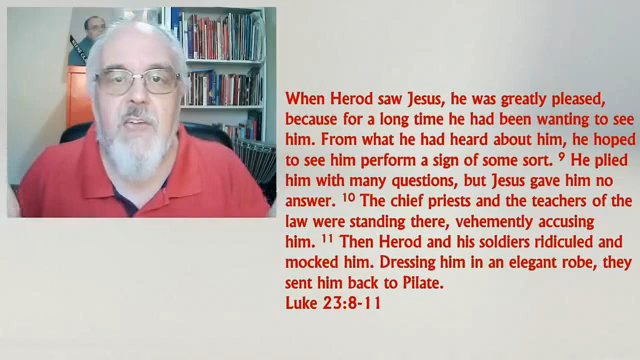 When Herod saw Jesus, he was greatly pleased,
because for a long time he had been wanting to see
him. From what he had heard about him, he hoped
to see him perform a sign of some sort. 9 He plied
him with many questions, but Jesus gave him no
answer. 10 The chief priests and the teachers of the
law were standing there, vehemently accusing
him. 11 Then Herod and his soldiers ridiculed and
mocked him. Dressing him in an elegant robe, they
sent him back to Pilate.
Luke 23:8-11